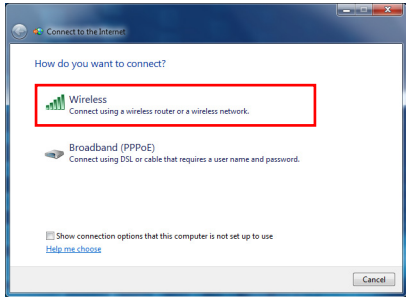 Connect to the Internet
How do you want to connect?
Wireless
Connect using a wireless router or a wireless network.
Broadband (PPPoE)
Connect using DSL or cable that requires a user name and password.
Show connection options that this computer is not set up to use
Help me choose
Cancel